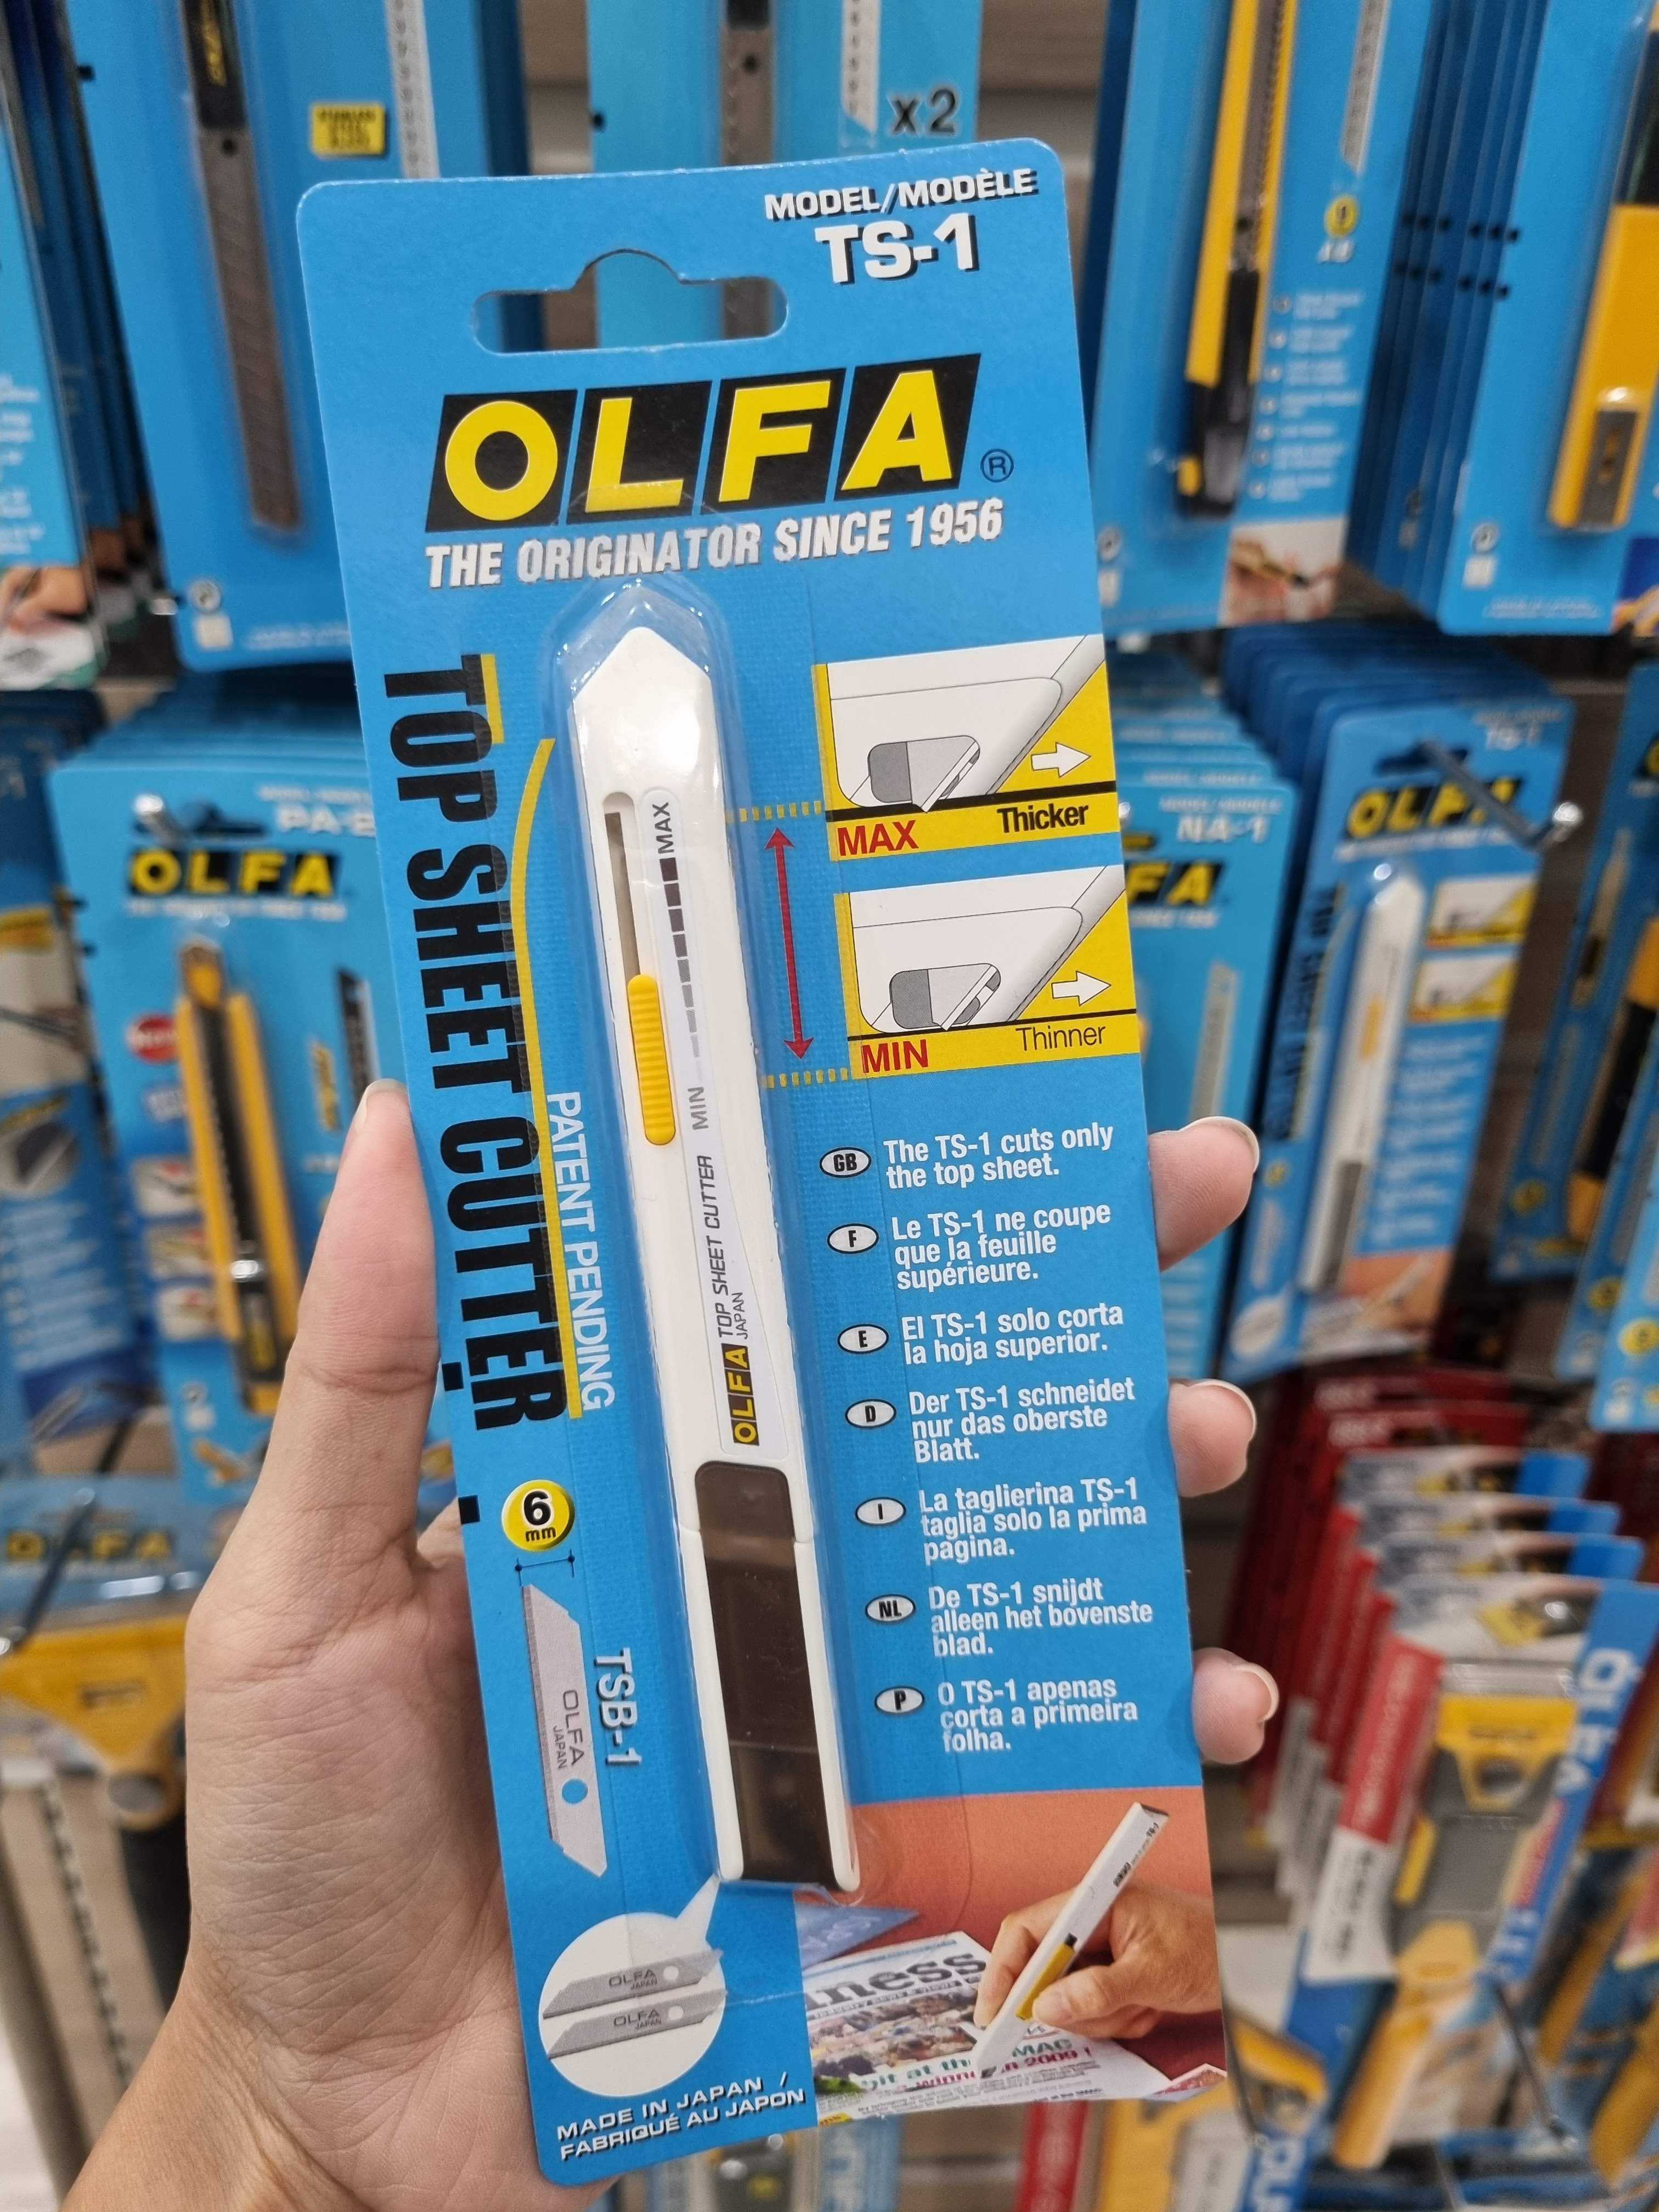 x2
MODEL/MODÈLE
TS-1
OLFA®
THE ORIGINATOR SINCE 1956
TOP SHEET CUTTER
PATENT PENDING
MAX
MIN
OLFA TOP SHEET CUTTER
JAPAN
MAX Thicker
MIN Thinner
GB The TS-1 cuts only
the top sheet.
F Le TS-1 ne coupe
que la feuille
supérieure.
E El TS-1 solo corta
la hoja superior.
D Der TS-1 schneidet
nur das oberste
Blatt.
I La taglierina TS-1
taglia solo la prima
pagina.
NL De TS-1 snijdt
alleen het bovenste
blad.
P O TS-1 apenas
corta a primeira
folha.
6
mm
TSB-1
OLFA
JAPAN
OLFA
JAPAN
OLFA
JAPAN
MADE IN JAPAN /
FABRIQUÉ AU JAPON
OLFA
NA-1
OLFA
TS-1
OLFA